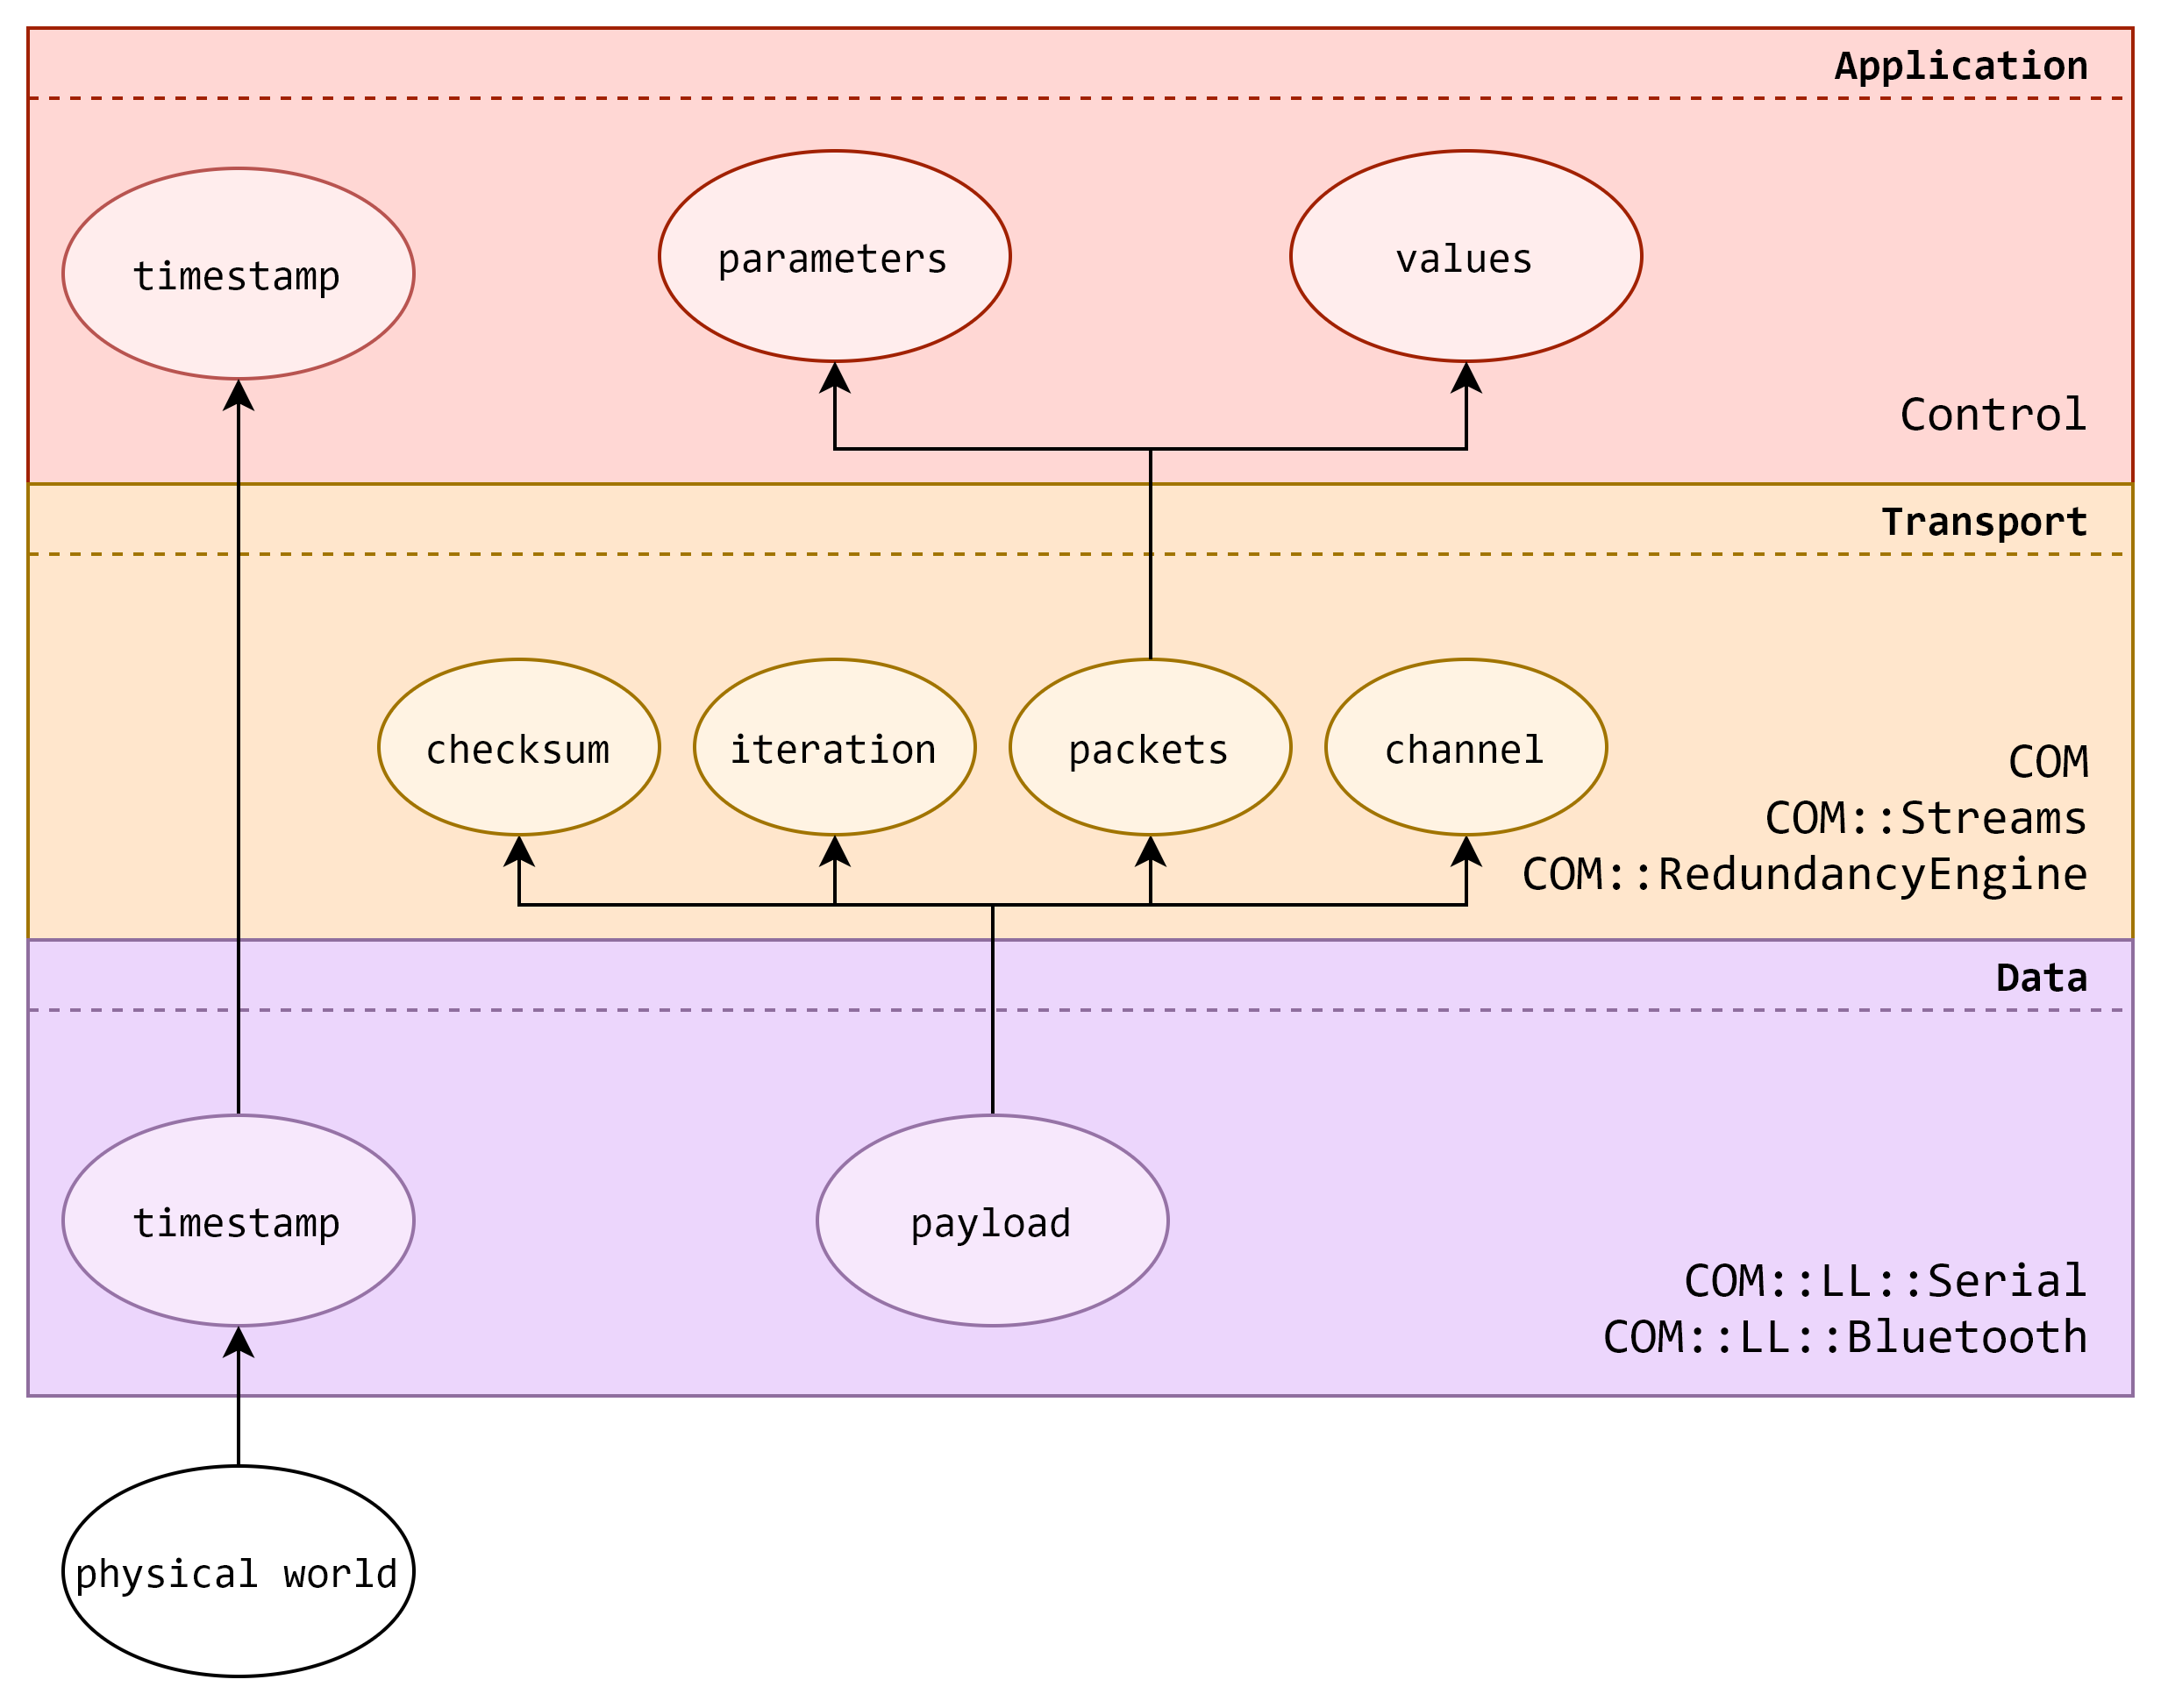 Application
timestamp
parameters
values
Control
Transport
checksum
iteration
packets
channel
COM
COM::Streams
COM::RedundancyEngine
Data
timestamp
payload
COM::LL::Serial
COM::LL::Bluetooth
physical world